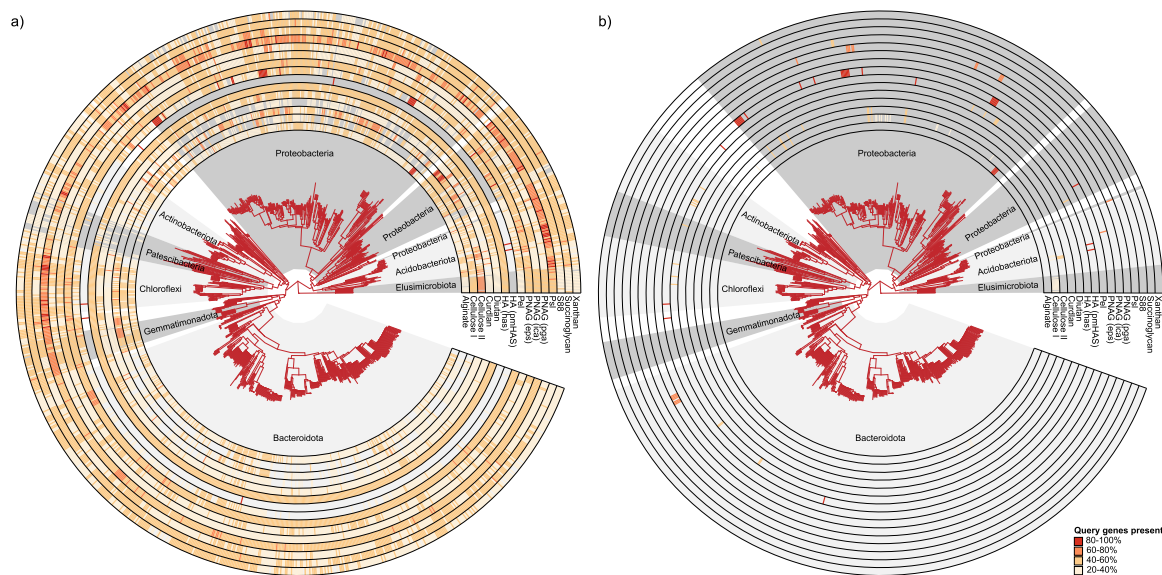 a)
Proteobacteria
Actinobacteriota
Patescibacteria
Chloroflexi
Gemmatimonadota
Bacteroidota
Proteobacteria
Proteobacteria
Acidobacteriota
Elusimicrobiota
Alginate
Cellulose I
Cellulose II
Curdlan
Diutan
HA (has)
HA (pmHAS)
Pel
PNAG (eps)
PNAG (ica)
PNAG (pga)
Psl
S88
Succinoglycan
Xanthan
b)
Proteobacteria
Actinobacteriota
Patescibacteria
Chloroflexi
Gemmatimonadota
Bacteroidota
Proteobacteria
Proteobacteria
Acidobacteriota
Elusimicrobiota
Alginate
Cellulose I
Cellulose II
Curdlan
Diutan
HA (has)
HA (pmHAS)
Pel
PNAG (eps)
PNAG (ica)
PNAG (pga)
Psl
S88
Succinoglycan
Xanthan
Query genes present
80-100%
60-80%
40-60%
20-40%